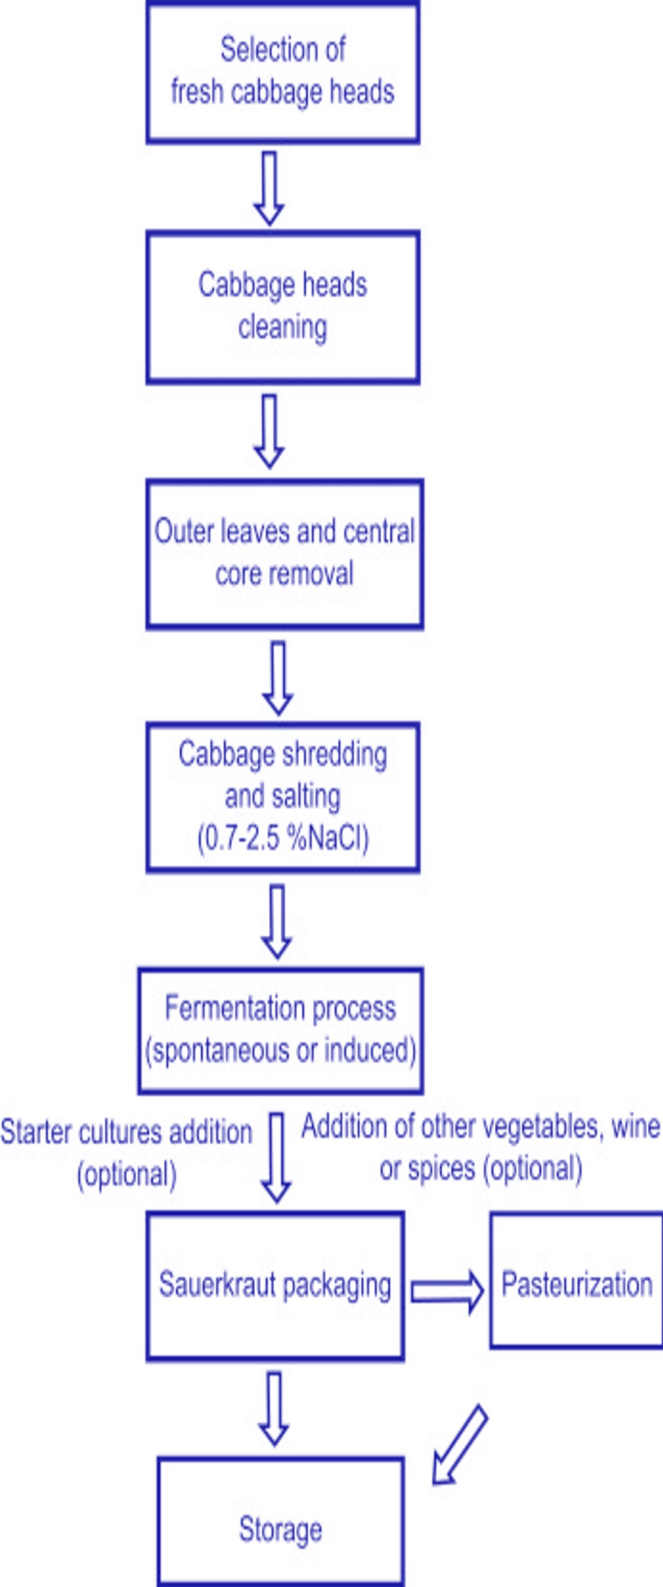 Selection of
fresh cabbage heads
Cabbage heads
cleaning
Outer leaves and central
core removal
Cabbage shredding
and salting
(0.7-2.5 %NaCl)
Fermentation process
(spontaneous or induced)
Starter cultures addition
(optional)
Addition of other vegetables, wine
or spices (optional)
Sauerkraut packaging
Pasteurization
Storage